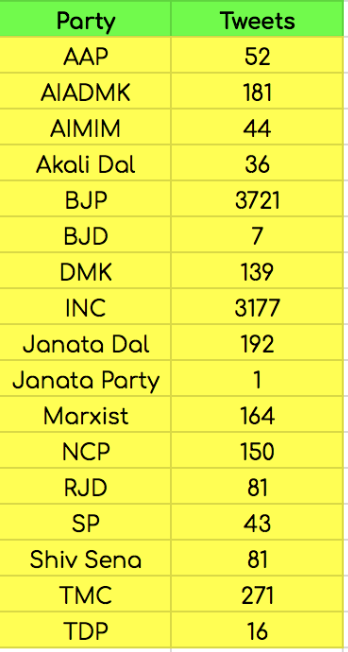 Party Tweets
AAP 52
AIADMK 181
AIMIM 44
Akali Dal 36
BJP 3721
BJD 7
DMK 139
INC 3177
Janata Dal 192
Janata Party 1
Marxist 164
NCP 150
RJD 81
SP 43
Shiv Sena 81
TMC 271
TDP 16